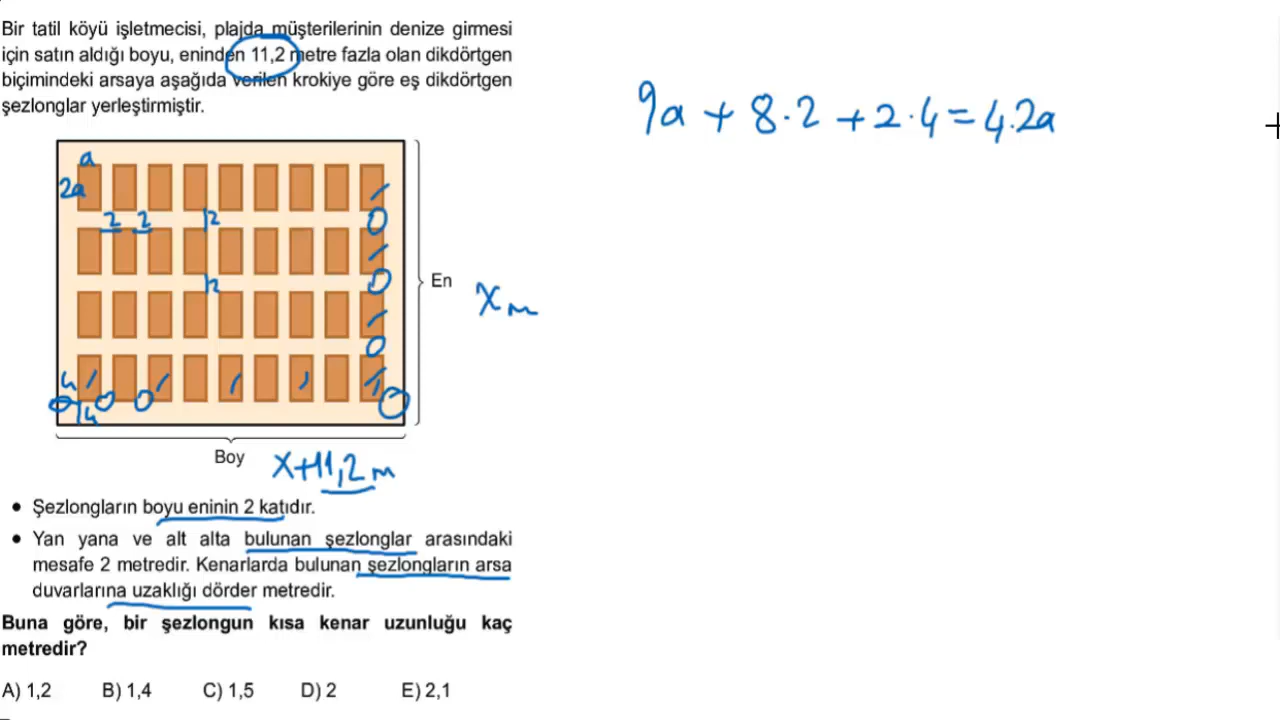 Bir tatil köyü işletmecisi, plajda müşterilerinin denize girmesi
için satın aldığı boyu, eninden 11,2 metre fazla olan dikdörtgen
biçimindeki arsaya aşağıda verilen krokiye göre eş dikdörtgen
şezlonglar yerleştirmiştir.
9a + 8.2 + 2.4 = 4.2a
a
2a
2 2 2
2
En
x m
4
4
Boy
x+11,2 m
• Şezlongların boyu eninin 2 katıdır.
• Yan yana ve alt alta bulunan şezlonglar arasındaki
mesafe 2 metredir. Kenarlarda bulunan şezlongların arsa
duvarlarına uzaklığı dörder metredir.
Buna göre, bir şezlongun kısa kenar uzunluğu kaç
metredir?
A) 1,2 B) 1,4 C) 1,5 D) 2 E) 2,1